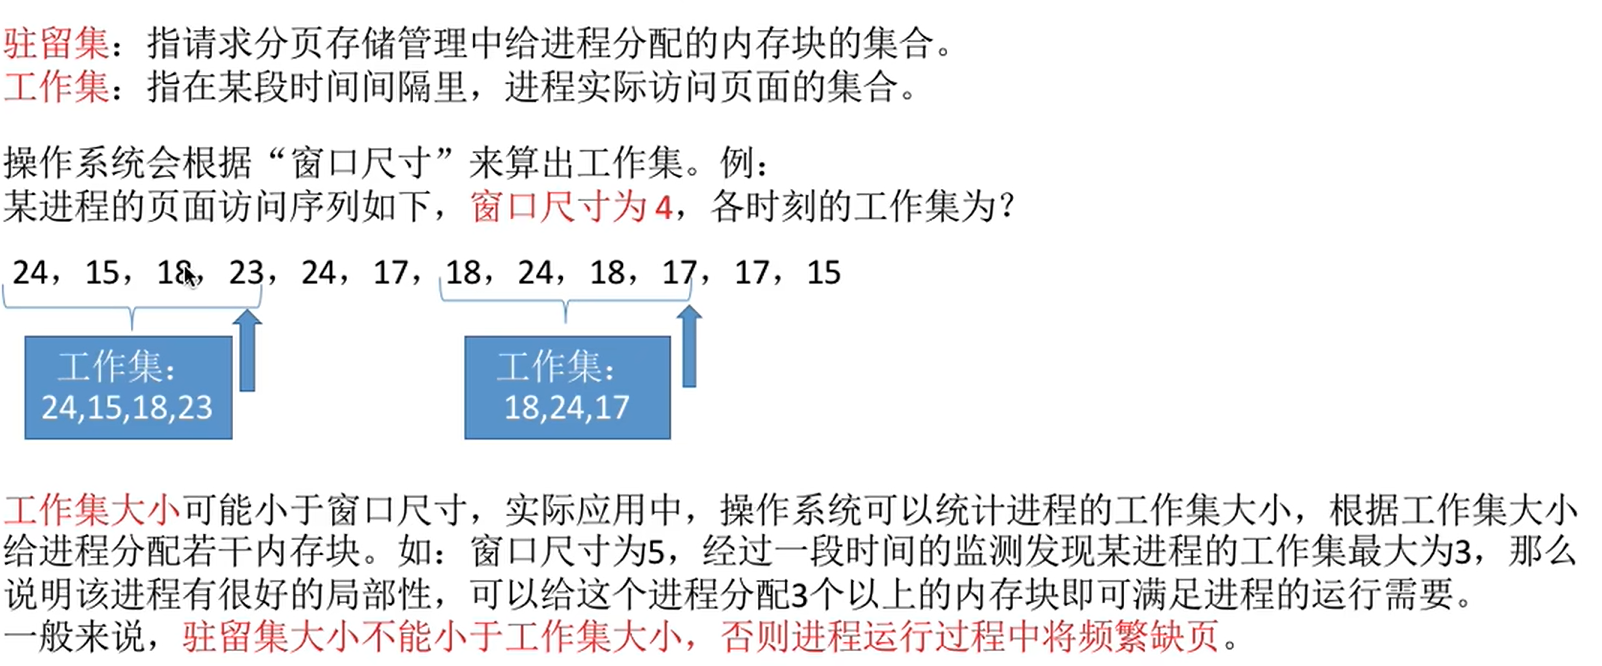 驻留集：指请求分页存储管理中给进程分配的内存块的集合。
工作集：指在某段时间间隔里，进程实际访问页面的集合。
操作系统会根据“窗口尺寸”来算出工作集。例：
某进程的页面访问序列如下，窗口尺寸为 4，各时刻的工作集为？
24，15，18，23，24，17，18，24，18，17，17，15
工作集：
24,15,18,23
工作集：
18,24,17
工作集大小可能小于窗口尺寸，实际应用中，操作系统可以统计进程的工作集大小，根据工作集大小
给进程分配若干内存块。如：窗口尺寸为5，经过一段时间的监测发现某进程的工作集最大为3，那么
说明该进程有很好的局部性，可以给这个进程分配3个以上的内存块即可满足进程的运行需要。
一般来说，驻留集大小不能小于工作集大小，否则进程运行过程中将频繁缺页。